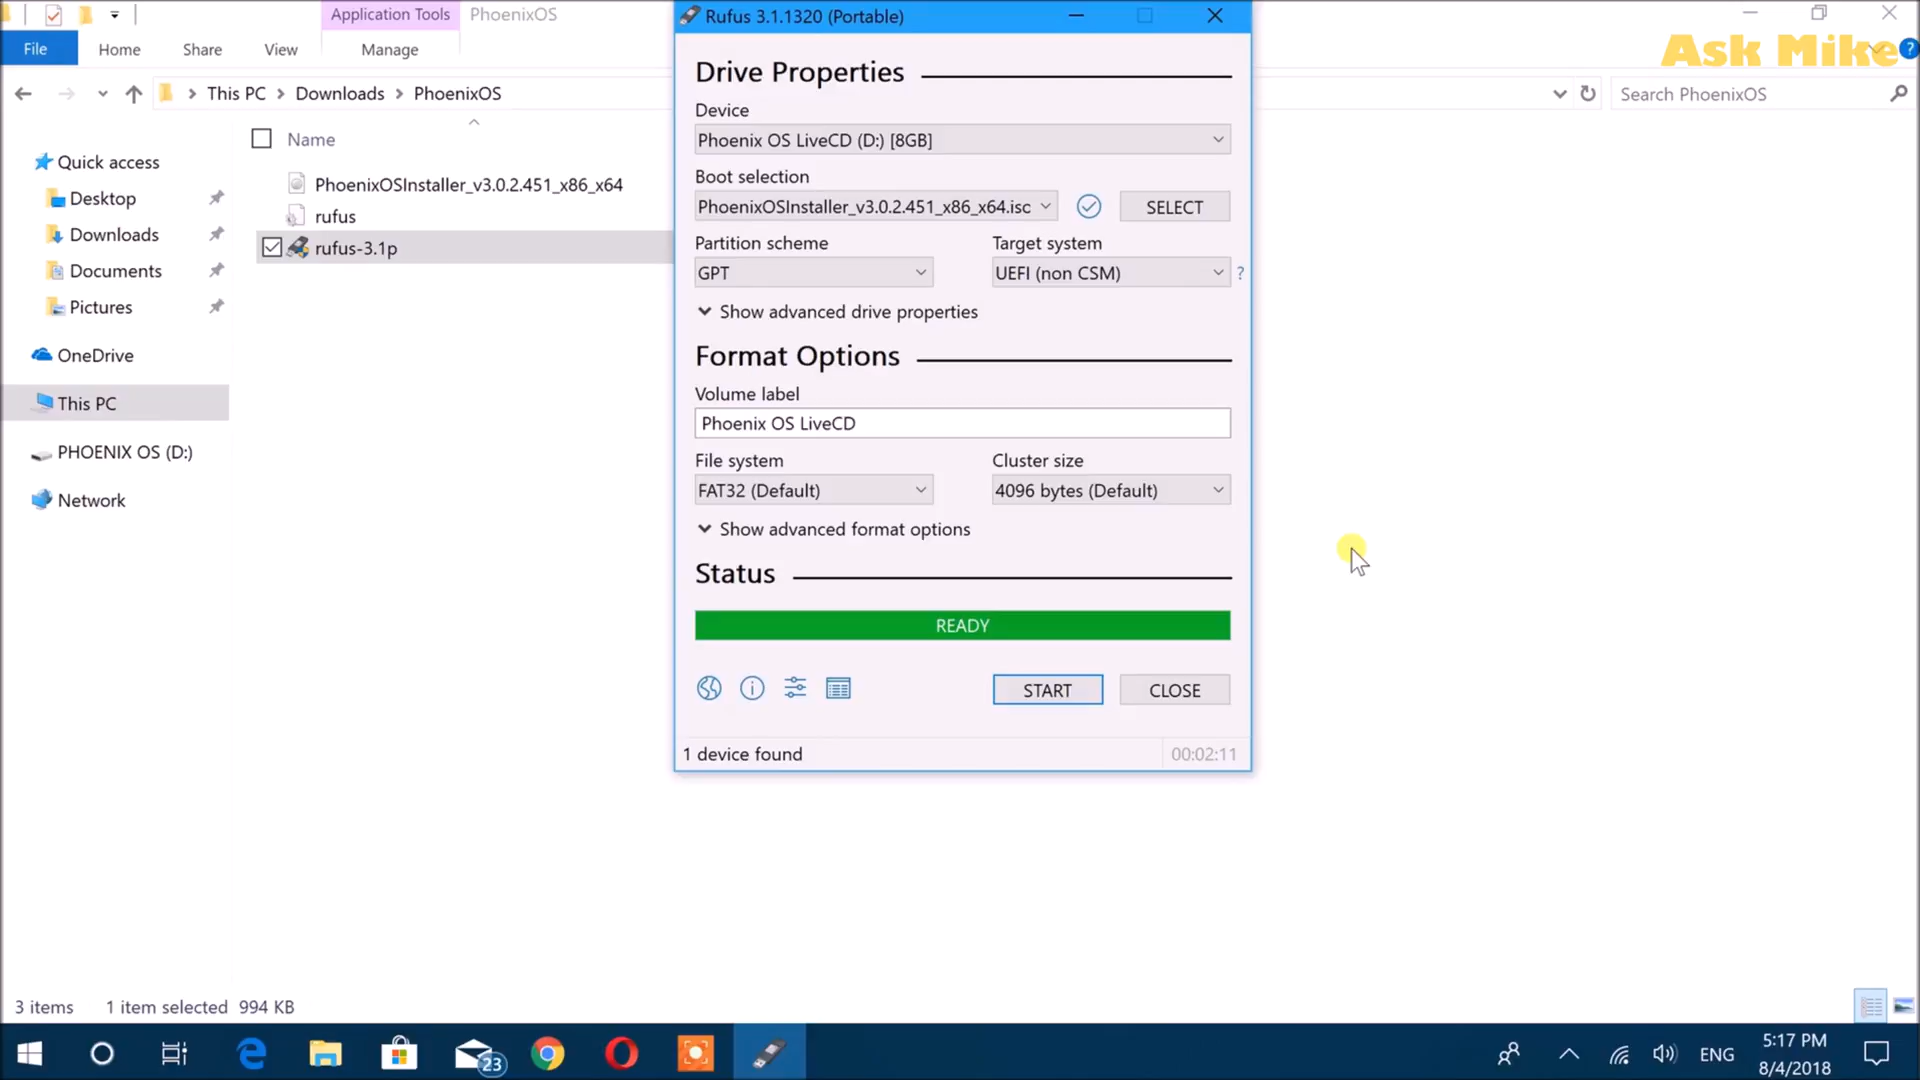 Application Tools
PhoenixOS
File
Home
Share
View
Manage
This PC
Downloads
PhoenixOS
Search PhoenixOS
Ask Mike
?
Name
Quick access
Desktop
Downloads
Documents
Pictures
OneDrive
This PC
PHOENIX OS (D:)
Network
PhoenixOSInstaller_v3.0.2.451_x86_x64
rufus
rufus-3.1p
Rufus 3.1.1320 (Portable)
Drive Properties
Device
Phoenix OS LiveCD (D:) [8GB]
Boot selection
PhoenixOSInstaller_v3.0.2.451_x86_x64.isc
SELECT
Partition scheme
Target system
GPT
UEFI (non CSM)
?
Show advanced drive properties
Format Options
Volume label
Phoenix OS LiveCD
File system
Cluster size
FAT32 (Default)
4096 bytes (Default)
Show advanced format options
Status
READY
START
CLOSE
1 device found
00:02:11
3 items
1 item selected
994 KB
23
ENG
5:17 PM
8/4/2018